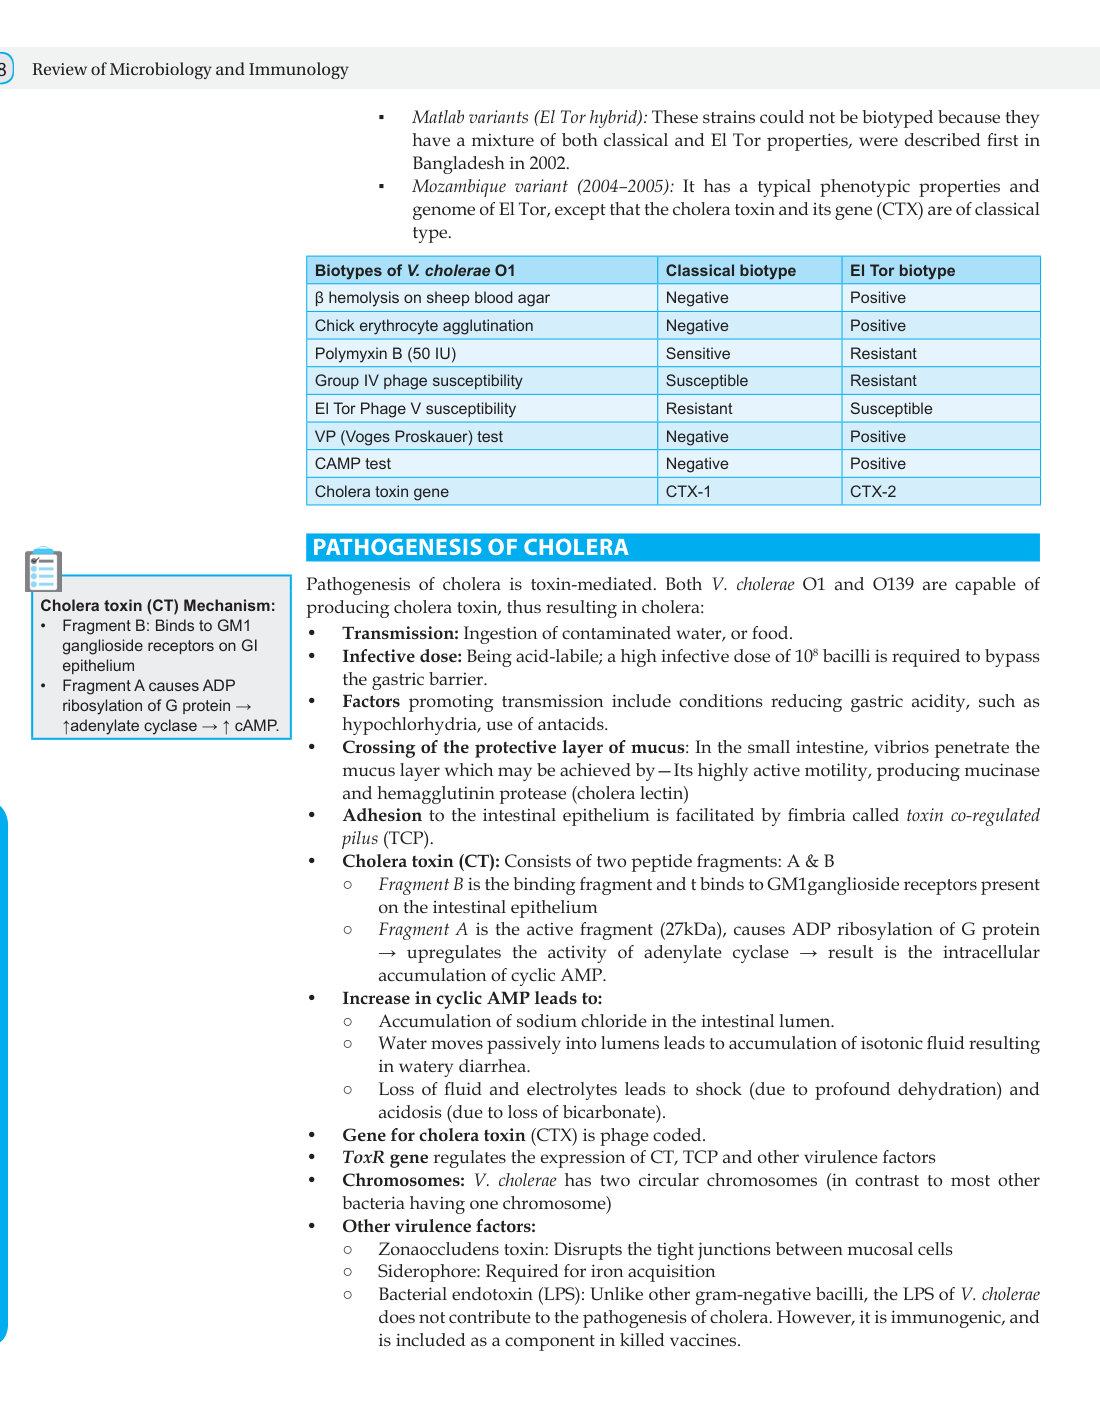 8 Review of Microbiology and Immunology
▪ Matlab variants (El Tor hybrid): These strains could not be biotyped because they
have a mixture of both classical and El Tor properties, were described first in
Bangladesh in 2002.
▪ Mozambique variant (2004–2005): It has a typical phenotypic properties and
genome of El Tor, except that the cholera toxin and its gene (CTX) are of classical
type.
Biotypes of V. cholerae O1 Classical biotype El Tor biotype
β hemolysis on sheep blood agar Negative Positive
Chick erythrocyte agglutination Negative Positive
Polymyxin B (50 IU) Sensitive Resistant
Group IV phage susceptibility Susceptible Resistant
El Tor Phage V susceptibility Resistant Susceptible
VP (Voges Proskauer) test Negative Positive
CAMP test Negative Positive
Cholera toxin gene CTX-1 CTX-2
PATHOGENESIS OF CHOLERA
Cholera toxin (CT) Mechanism:
• Fragment B: Binds to GM1
ganglioside receptors on GI
epithelium
• Fragment A causes ADP
ribosylation of G protein →
↑adenylate cyclase → ↑ cAMP.
Pathogenesis of cholera is toxin-mediated. Both V. cholerae O1 and O139 are capable of
producing cholera toxin, thus resulting in cholera:
• Transmission: Ingestion of contaminated water, or food.
• Infective dose: Being acid-labile; a high infective dose of 10⁸ bacilli is required to bypass
the gastric barrier.
• Factors promoting transmission include conditions reducing gastric acidity, such as
hypochlorhydria, use of antacids.
• Crossing of the protective layer of mucus: In the small intestine, vibrios penetrate the
mucus layer which may be achieved by—Its highly active motility, producing mucinase
and hemagglutinin protease (cholera lectin)
• Adhesion to the intestinal epithelium is facilitated by fimbria called toxin co-regulated
pilus (TCP).
• Cholera toxin (CT): Consists of two peptide fragments: A & B
○ Fragment B is the binding fragment and t binds to GM1ganglioside receptors present
on the intestinal epithelium
○ Fragment A is the active fragment (27kDa), causes ADP ribosylation of G protein
→ upregulates the activity of adenylate cyclase → result is the intracellular
accumulation of cyclic AMP.
• Increase in cyclic AMP leads to:
○ Accumulation of sodium chloride in the intestinal lumen.
○ Water moves passively into lumens leads to accumulation of isotonic fluid resulting
in watery diarrhea.
○ Loss of fluid and electrolytes leads to shock (due to profound dehydration) and
acidosis (due to loss of bicarbonate).
• Gene for cholera toxin (CTX) is phage coded.
• ToxR gene regulates the expression of CT, TCP and other virulence factors
• Chromosomes: V. cholerae has two circular chromosomes (in contrast to most other
bacteria having one chromosome)
• Other virulence factors:
○ Zonaoccludens toxin: Disrupts the tight junctions between mucosal cells
○ Siderophore: Required for iron acquisition
○ Bacterial endotoxin (LPS): Unlike other gram-negative bacilli, the LPS of V. cholerae
does not contribute to the pathogenesis of cholera. However, it is immunogenic, and
is included as a component in killed vaccines.